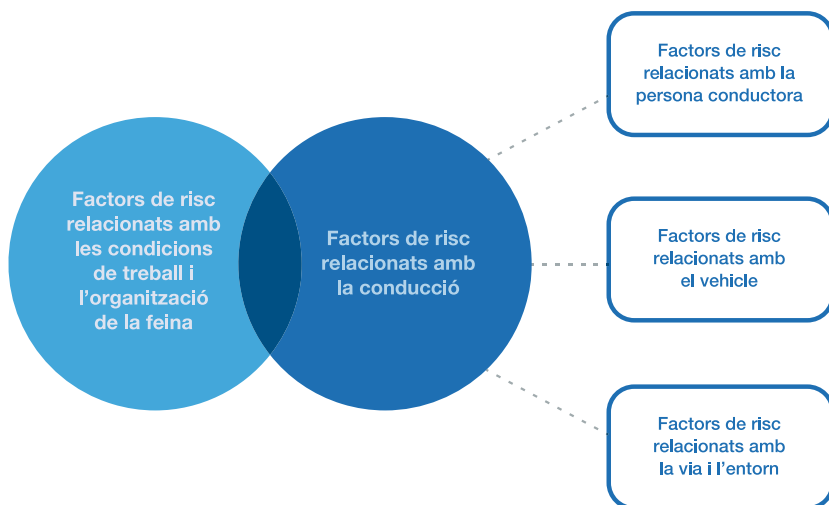 Factors de risc
relacionats amb
les condicions
de treball i
l'organització
de la feina
Factors de risc
relacionats amb
la conducció
Factors de risc
relacionats amb la
persona conductora
Factors de risc
relacionats amb
el vehicle
Factors de risc
relacionats amb
la via i l'entorn